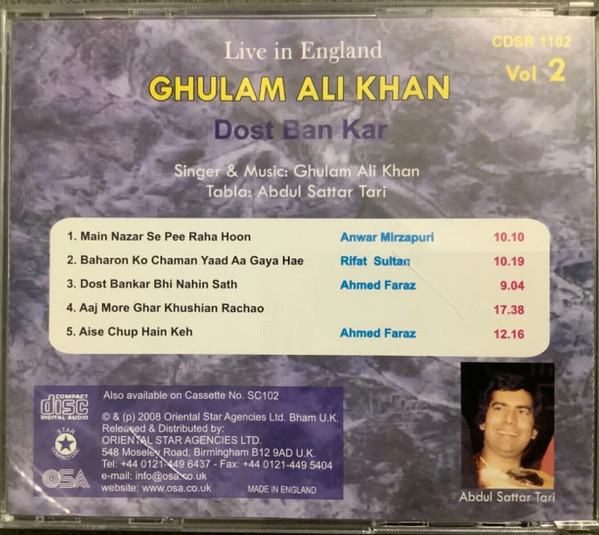 Live in England
CDSR 1102
GHULAM ALI KHAN
Vol 2
Dost Ban Kar
Singer & Music: Ghulam Ali Khan
Tabla: Abdul Sattar Tari
1. Main Nazar Se Pee Raha Hoon Anwar Mirzapuri 10.10
2. Baharon Ko Chaman Yaad Aa Gaya Hae Rifat Sultan 10.19
3. Dost Bankar Bhi Nahin Sath Ahmed Faraz 9.04
4. Aaj More Ghar Khushian Rachao 17.38
5. Aise Chup Hain Keh Ahmed Faraz 12.16
COMPACT
disc
DIGITAL AUDIO
STAR
OSA
Also available on Cassette No. SC102
© & (p) 2008 Oriental Star Agencies Ltd. Bham U.K.
Released & Distributed by:
ORIENTAL STAR AGENCIES LTD.
548 Moseley Road, Birmingham B12 9AD U.K.
Tel: +44 0121-449 6437 - Fax: +44 0121-449 5404
e-mail: info@osa.co.uk
website: www.osa.co.uk MADE IN ENGLAND
Abdul Sattar Tari